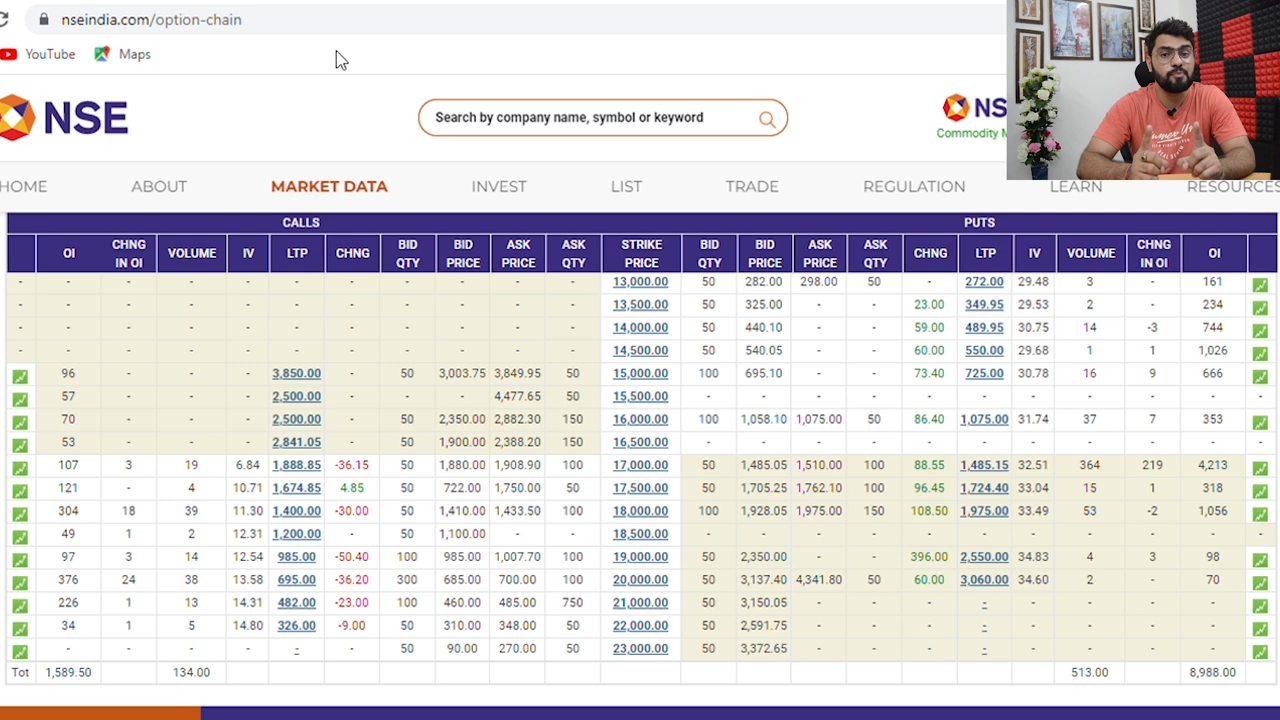 nseindia.com/option-chain
YouTube Maps
NSE Search by company name, symbol or keyword NS
Commodity M
HOME ABOUT MARKET DATA INVEST LIST TRADE REGULATION LEARN RESOURCES
CALLS PUTS
OI CHNG IN OI VOLUME IV LTP CHNG BID QTY BID PRICE ASK PRICE ASK QTY STRIKE PRICE BID QTY BID PRICE ASK PRICE ASK QTY CHNG LTP IV VOLUME CHNG IN OI OI
- - - - - - - - - - 13,000.00 50 282.00 298.00 50 - 272.00 29.48 3 - 161
- - - - - - - - - - 13,500.00 50 325.00 - - 23.00 349.95 29.53 2 - 234
- - - - - - - - - - 14,000.00 50 440.10 - - 59.00 489.95 30.75 14 -3 744
- - - - - - - - - - 14,500.00 50 540.05 - - 60.00 550.00 29.68 1 1 1,026
96 - - - 3,850.00 - 50 3,003.75 3,849.95 50 15,000.00 100 695.10 - - 73.40 725.00 30.78 16 9 666
57 - - - 2,500.00 - - - 4,477.65 50 15,500.00 - - - - - - - - - -
70 - - - 2,500.00 - 50 2,350.00 2,882.30 150 16,000.00 100 1,058.10 1,075.00 50 86.40 1,075.00 31.74 37 7 353
53 - - - 2,841.05 - 50 1,900.00 2,388.20 150 16,500.00 - - - - - - - - - -
107 3 19 6.84 1,888.85 -36.15 50 1,880.00 1,908.90 100 17,000.00 50 1,485.05 1,510.00 100 88.55 1,485.15 32.51 364 219 4,213
121 - 4 10.71 1,674.85 4.85 50 722.00 1,750.00 50 17,500.00 50 1,705.25 1,762.10 100 96.45 1,724.40 33.04 15 1 318
304 18 39 11.30 1,400.00 -30.00 50 1,410.00 1,433.50 100 18,000.00 100 1,928.05 1,975.00 150 108.50 1,975.00 33.49 53 -2 1,056
49 1 2 12.31 1,200.00 - 50 1,100.00 - - 18,500.00 - - - - - - - - - -
97 3 14 12.54 985.00 -50.40 100 985.00 1,007.70 100 19,000.00 50 2,350.00 - - 396.00 2,550.00 34.83 4 3 98
376 24 38 13.58 695.00 -36.20 300 685.00 700.00 100 20,000.00 50 3,137.40 4,341.80 50 60.00 3,060.00 34.60 2 - 70
226 1 13 14.31 482.00 -23.00 100 460.00 485.00 750 21,000.00 50 3,150.05 - - - - - - - -
34 1 5 14.80 326.00 -9.00 50 310.00 348.00 50 22,000.00 50 2,591.75 - - - - - - - -
- - - - - - 50 90.00 270.00 50 23,000.00 50 3,372.65 - - - - - - - -
Tot 1,589.50 134.00 513.00 8,988.00